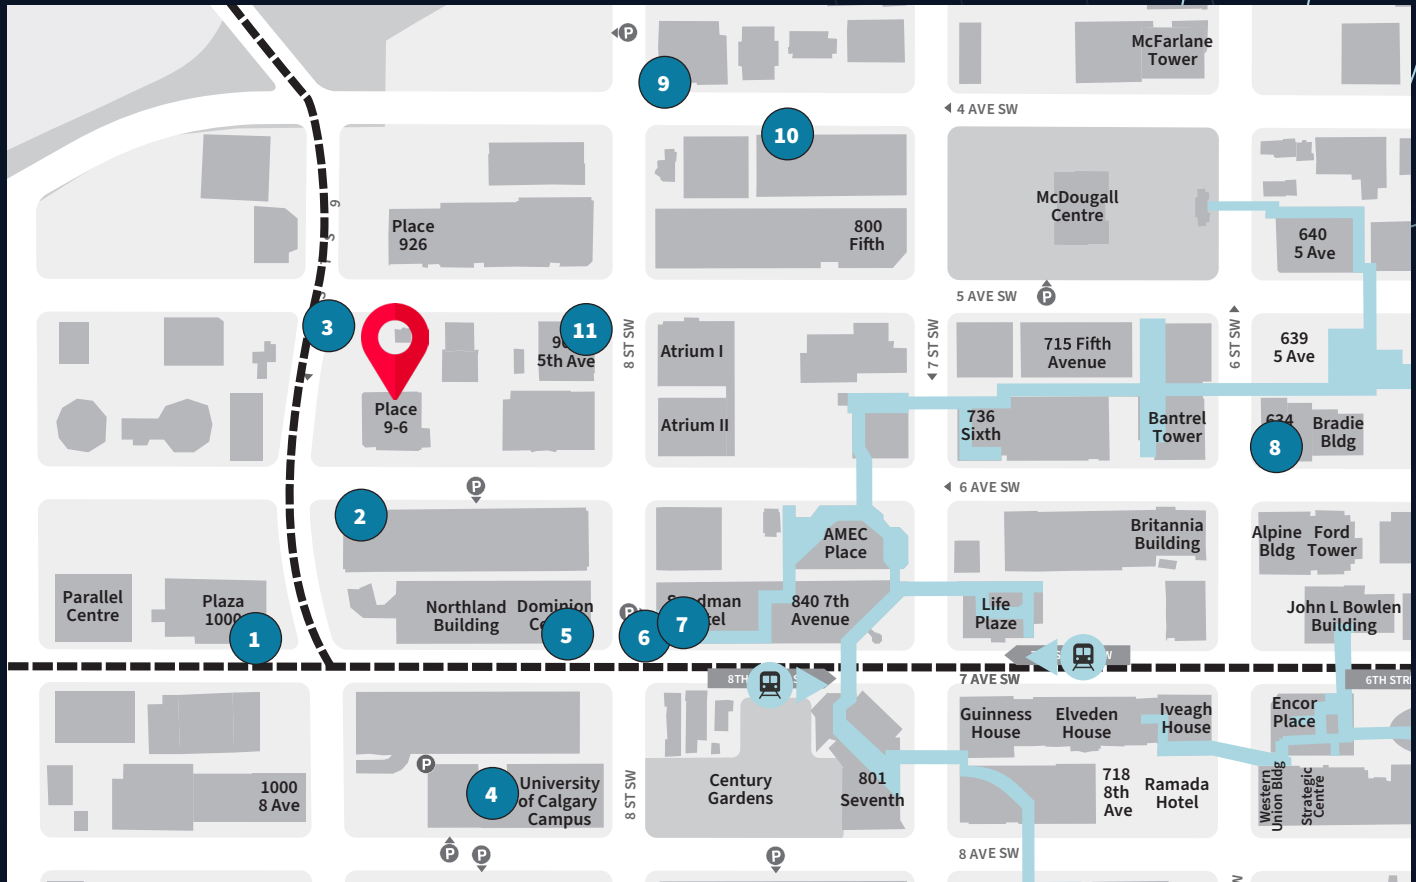 P
9
McFarlane
Tower
4 AVE SW
10
9
S
Place
926
800
Fifth
McDougall
Centre
640
5 Ave
5 AVE SW
P
3
11
5th Ave
8 ST SW
Atrium I
7 ST SW
715 Fifth
Avenue
6 ST SW
639
5 Ave
Place
9-6
Atrium II
736
Sixth
Bantrel
Tower
634
8
Bradie
Bldg
P
6 AVE SW
2
AMEC
Place
Britannia
Building
Alpine
Bldg
Ford
Tower
Parallel
Centre
Plaza
1000
1
Northland
Building
Dominion
5
P
6
7
840 7th
Avenue
Life
Plaze
John L Bowlen
Building
8TH
7 AVE SW
6TH STRE
P
4
1000
8 Ave
University
of Calgary
Campus
8 ST SW
Century
Gardens
801
Seventh
Guinness
House
Elveden
House
Iveagh
House
Encor
Place
718
8th
Ave
Ramada
Hotel
Western
Union Bldg
Strategic
Centre
P
P
P
8 AVE SW
W